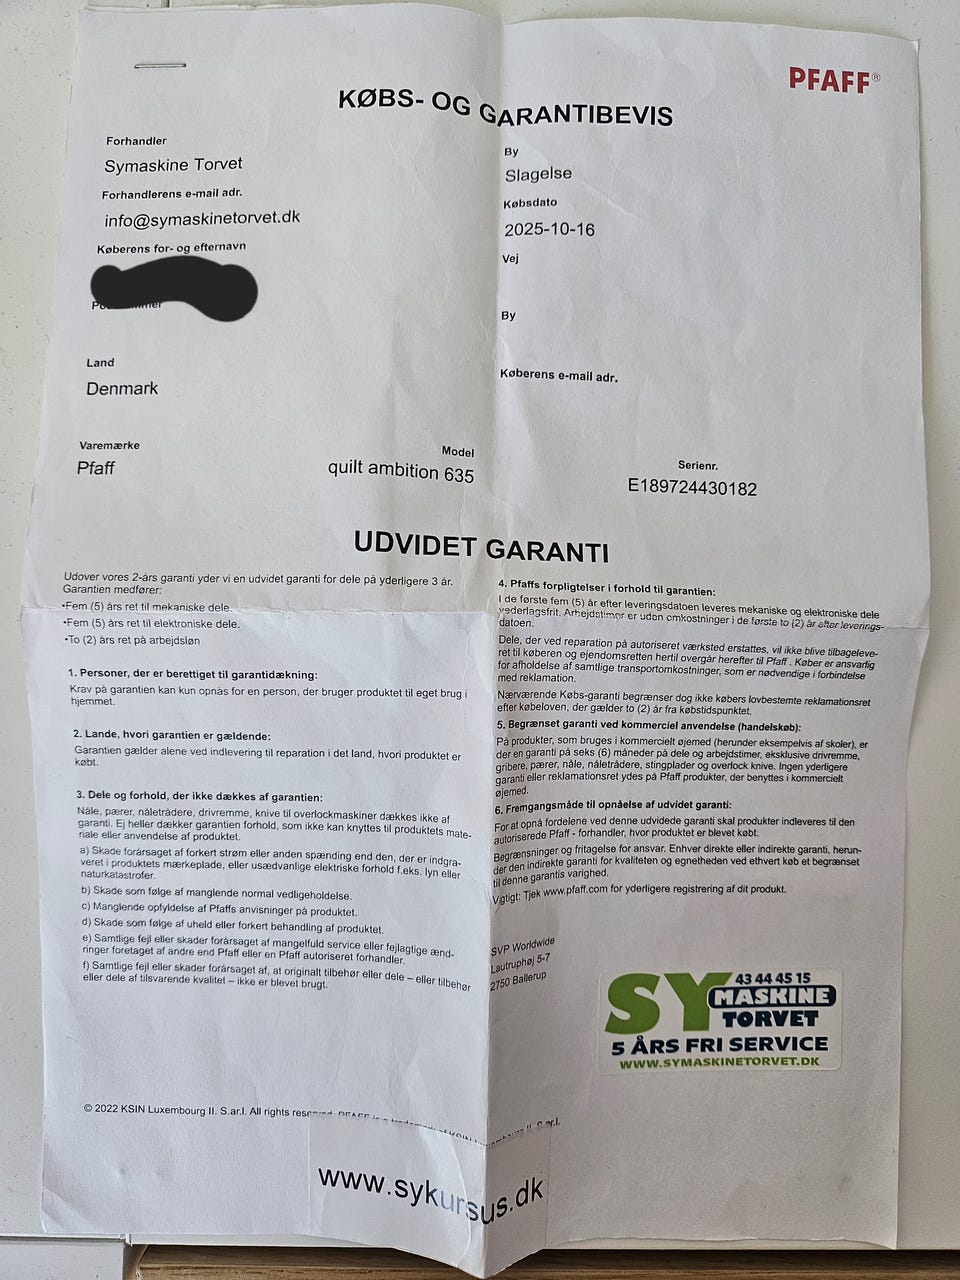 PFAFF®
KØBS- OG GARANTIBEVIS
Forhandler
Symaskine Torvet
Forhandlerens e-mail adr.
info@symaskinetorvet.dk
Køberens for- og efternavn
By
Slagelse
Købsdato
2025-10-16
Vej
By
Land
Denmark
Køberens e-mail adr.
Varemærke
Pfaff
Model
quilt ambition 635
Serienr.
E189724430182
UDVIDET GARANTI
Udover vores 2-års garanti yder vi en udvidet garanti for dele på yderligere 3 år.
Garantien medfører:
•Fem (5) års ret til mekaniske dele.
•Fem (5) års ret til elektroniske dele.
•To (2) års ret på arbejdsløn
1. Personer, der er berettiget til garantidækning:
Krav på garantien kan kun opnås for en person, der bruger produktet til eget brug i
hjemmet.
2. Lande, hvori garantien er gældende:
Garantien gælder alene ved indlevering til reparation i det land, hvori produktet er
købt.
3. Dele og forhold, der ikke dækkes af garantien:
Nåle, pærer, nåletrådere, drivremme, knive til overlockmaskiner dækkes ikke af
garanti. Ej heller dækker garantien forhold, som ikke kan knyttes til produktets mate-
riale eller anvendelse af produktet.
a) Skade forårsaget af forkert strøm eller anden spænding end den, der er indgra-
veret i produktets mærkeplade, eller usædvanlige elektriske forhold f.eks. lyn eller
naturkatastrofer.
b) Skade som følge af manglende normal vedligeholdelse.
c) Manglende opfyldelse af Pfaffs anvisninger på produktet.
d) Skade som følge af uheld eller forkert behandling af produktet.
e) Samtlige fejl eller skader forårsaget af mangelfuld service eller fejlagtige ænd-
ringer foretaget af andre end Pfaff eller en Pfaff autoriseret forhandler.
f) Samtlige fejl eller skader forårsaget af, at originalt tilbehør eller dele – eller tilbehør
eller dele af tilsvarende kvalitet – ikke er blevet brugt.
4. Pfaffs forpligtelser i forhold til garantien:
I de første fem (5) år efter leveringsdatoen leveres mekaniske og elektroniske dele
vederlagsfrit. Arbejdstimer er uden omkostninger i de første to (2) år efter leverings-
datoen.
Dele, der ved reparation på autoriseret værksted erstattes, vil ikke blive tilbageleve-
ret til køberen og ejendomsretten hertil overgår herefter til Pfaff . Køber er ansvarlig
for afholdelse af samtlige transportomkostninger, som er nødvendige i forbindelse
med reklamation.
Nærværende Købs-garanti begrænser dog ikke købers lovbestemte reklamationsret
efter købeloven, der gælder to (2) år fra købstidspunktet.
5. Begrænset garanti ved kommerciel anvendelse (handelskøb):
På produkter, som bruges i kommercielt øjemed (herunder eksempelvis af skoler), er
der en garanti på seks (6) måneder på dele og arbejdstimer, eksklusive drivremme,
gribere, pærer, nåle, nåletrådere, stingplader og overlock knive. Ingen yderligere
garanti eller reklamationsret ydes på Pfaff produkter, der benyttes i kommercielt
øjemed.
6. Fremgangsmåde til opnåelse af udvidet garanti:
For at opnå fordelene ved denne udvidede garanti skal produkter indleveres til den
autoriserede Pfaff - forhandler, hvor produktet er blevet købt.
Begrænsninger og fritagelse for ansvar. Enhver direkte eller indirekte garanti, herun-
der den indirekte garanti for kvaliteten og egnetheden ved ethvert køb et begrænset
til denne garantis varighed.
Vigtigt: Tjek www.pfaff.com for yderligere registrering af dit produkt.
SVP Worldwide
Lautruphøj 5-7
2750 Ballerup
SY
43 44 45 15
MASKINE
TORVET
5 ÅRS FRI SERVICE
WWW.SYMASKINETORVET.DK
© 2022 KSIN Luxembourg II. S.ar.l. All rights
www.sykursus.dk